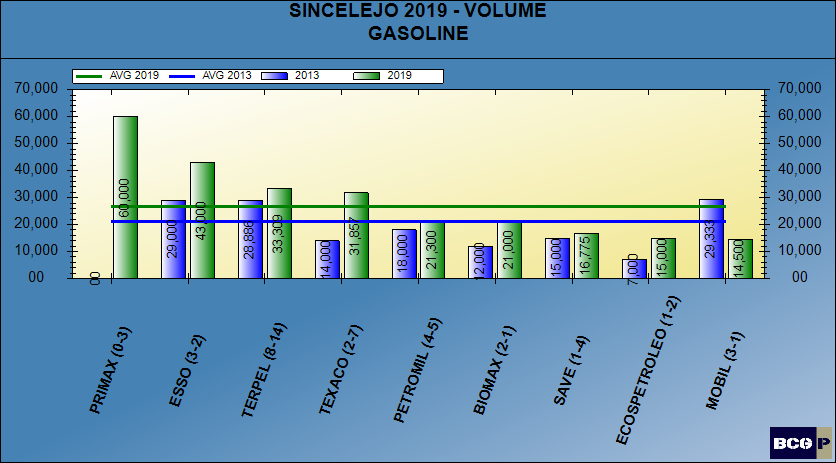 SINCELEJO 2019 - VOLUME
GASOLINE
AVG 2019 AVG 2013 2013 2019
70,000 70,000
60,000 60,000
50,000 50,000
40,000 40,000
30,000 30,000
20,000 20,000
10,000 10,000
00 00
00 60,000 29,000 43,000 28,886 33,309 14,000 31,857 18,000 21,300 12,000 21,000 15,000 16,775 7,000 15,000 29,333 14,500
PRIMAX (0-3)
ESSO (3-2)
TERPEL (8-14)
TEXACO (2-7)
PETROMIL (4-5)
BIOMAX (2-1)
SAVE (1-4)
ECOSPETROLEO (1-2)
MOBIL (3-1)
BCO P